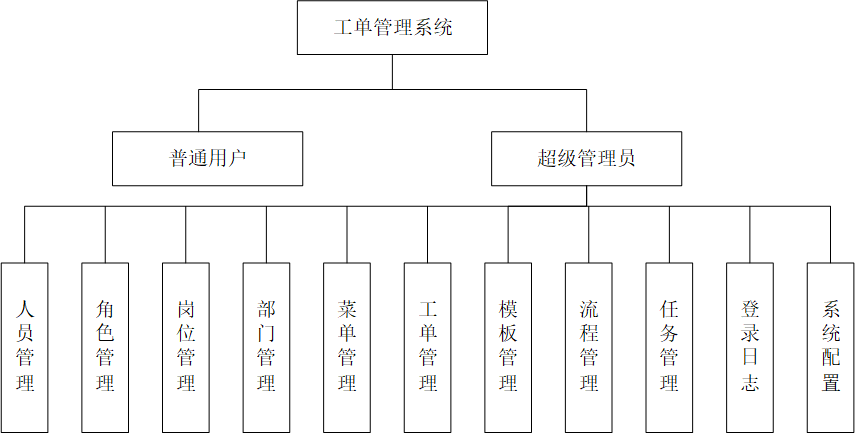 工单管理系统
普通用户
超级管理员
人员管理
角色管理
岗位管理
部门管理
菜单管理
工单管理
模板管理
流程管理
任务管理
登录日志
系统配置